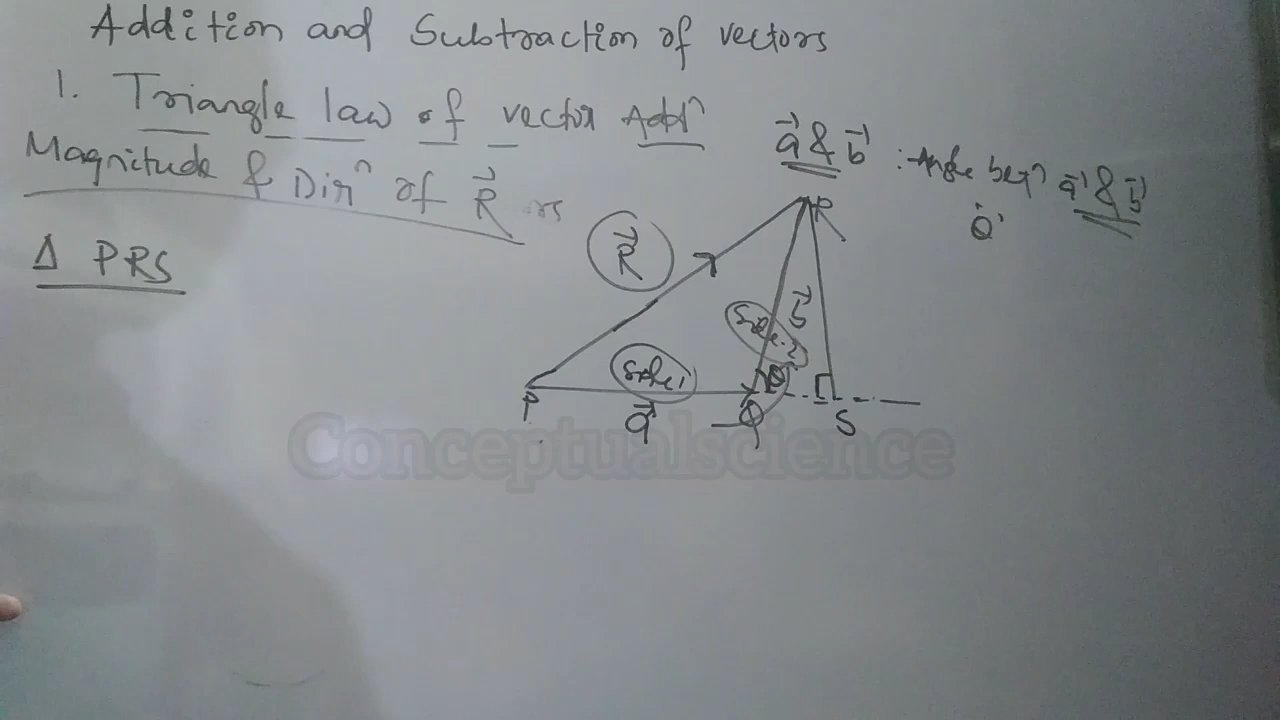 Addition and Subtraction of vectors
1. Triangle law of vector Addⁿ
Magnitude & Dirⁿ of R⃗
a⃗ & b⃗ : Angle betⁿ a⃗ & b⃗
'θ'
Δ PRS
R
R⃗
b⃗
Side 2
Side 1
θ
P
a⃗
Q
S
Conceptualscience